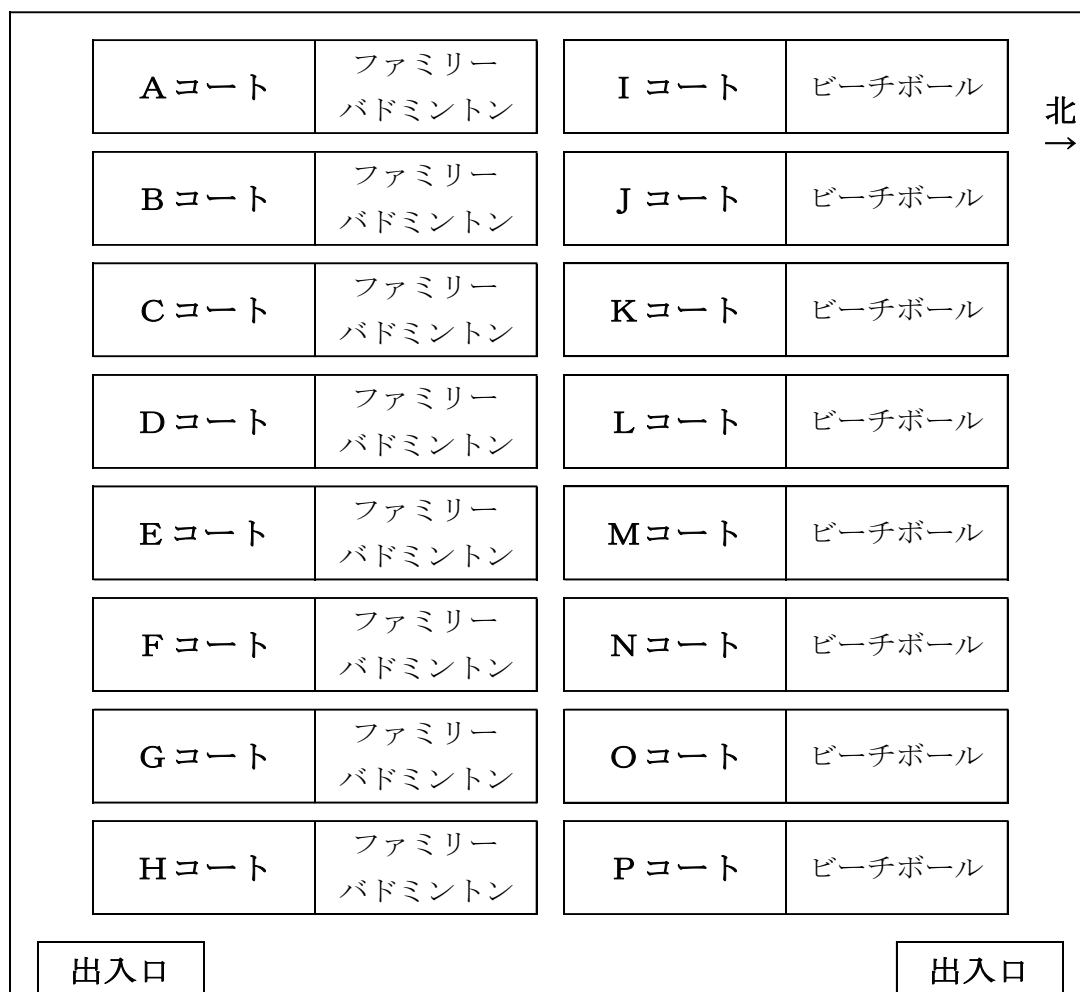 Aコート
ファミリー
バドミントン
Iコート
ビーチボール
北
→
Bコート
ファミリー
バドミントン
Jコート
ビーチボール
Cコート
ファミリー
バドミントン
Kコート
ビーチボール
Dコート
ファミリー
バドミントン
Lコート
ビーチボール
Eコート
ファミリー
バドミントン
Mコート
ビーチボール
Fコート
ファミリー
バドミントン
Nコート
ビーチボール
Gコート
ファミリー
バドミントン
Oコート
ビーチボール
Hコート
ファミリー
バドミントン
Pコート
ビーチボール
出入口
出入口